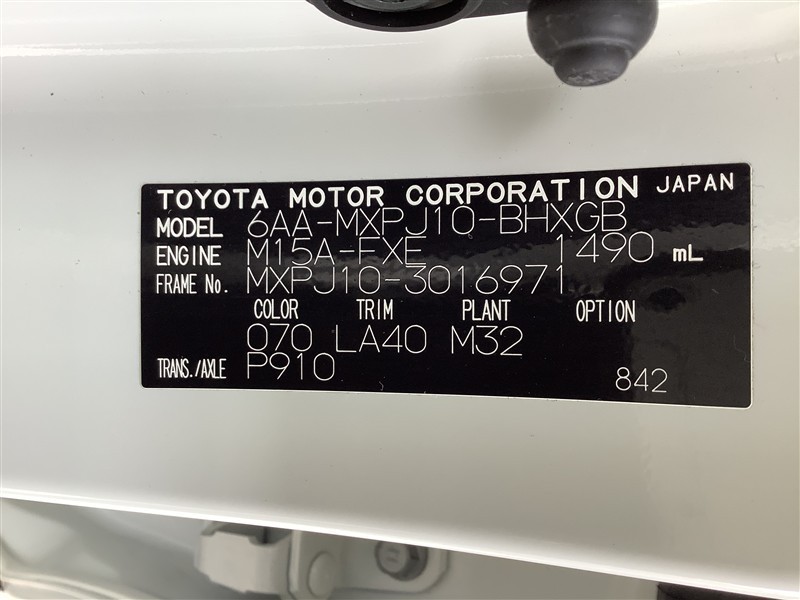 TOYOTA MOTOR CORPORATION JAPAN
MODEL 6AA-MXPJ10-BHXGB
ENGINE M15A-FXE 1490 mL
FRAME No. MXPJ10-3016971
COLOR TRIM PLANT OPTION
070 LA40 M32
TRANS./AXLE P910 842